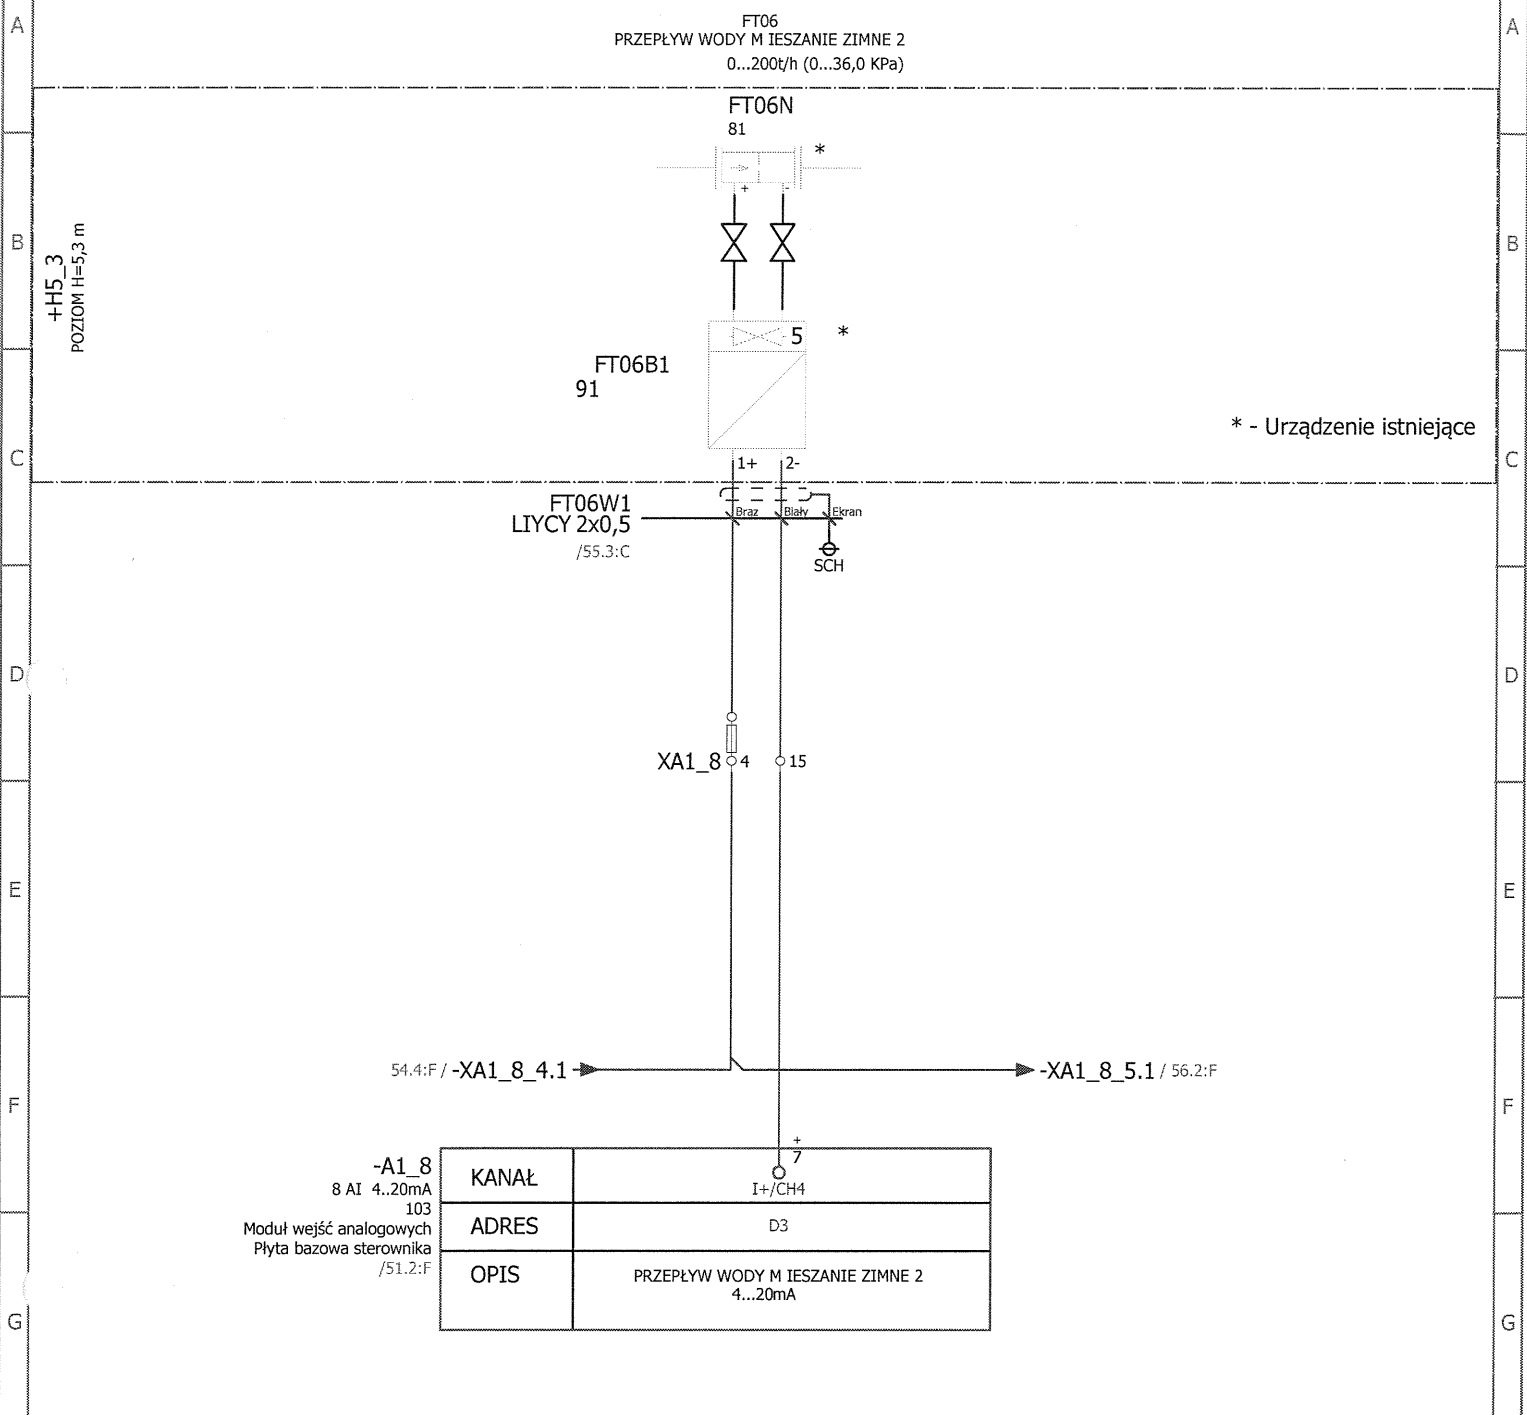 A
A
FT06
PRZEPŁYW WODY M IESZANIE ZIMNE 2
0...200t/h (0...36,0 KPa)
FT06N
81
*
+
-
B
B
+H5_3
POZIOM H=5,3 m
5
*
FT06B1
91
* - Urządzenie istniejące
C
C
1+
2-
FT06W1
LIYCY 2x0,5
/55.3:C
Braz
Biały
Ekran
SCH
D
D
XA1_8
4
15
E
E
54.4:F / -XA1_8_4.1
-XA1_8_5.1 / 56.2:F
F
F
+
7
-A1_8
8 AI 4..20mA
103
Moduł wejść analogowych
Płyta bazowa sterownika
/51.2:F
KANAŁ
I+/CH4
ADRES
D3
OPIS
PRZEPŁYW WODY M IESZANIE ZIMNE 2
4...20mA
G
G